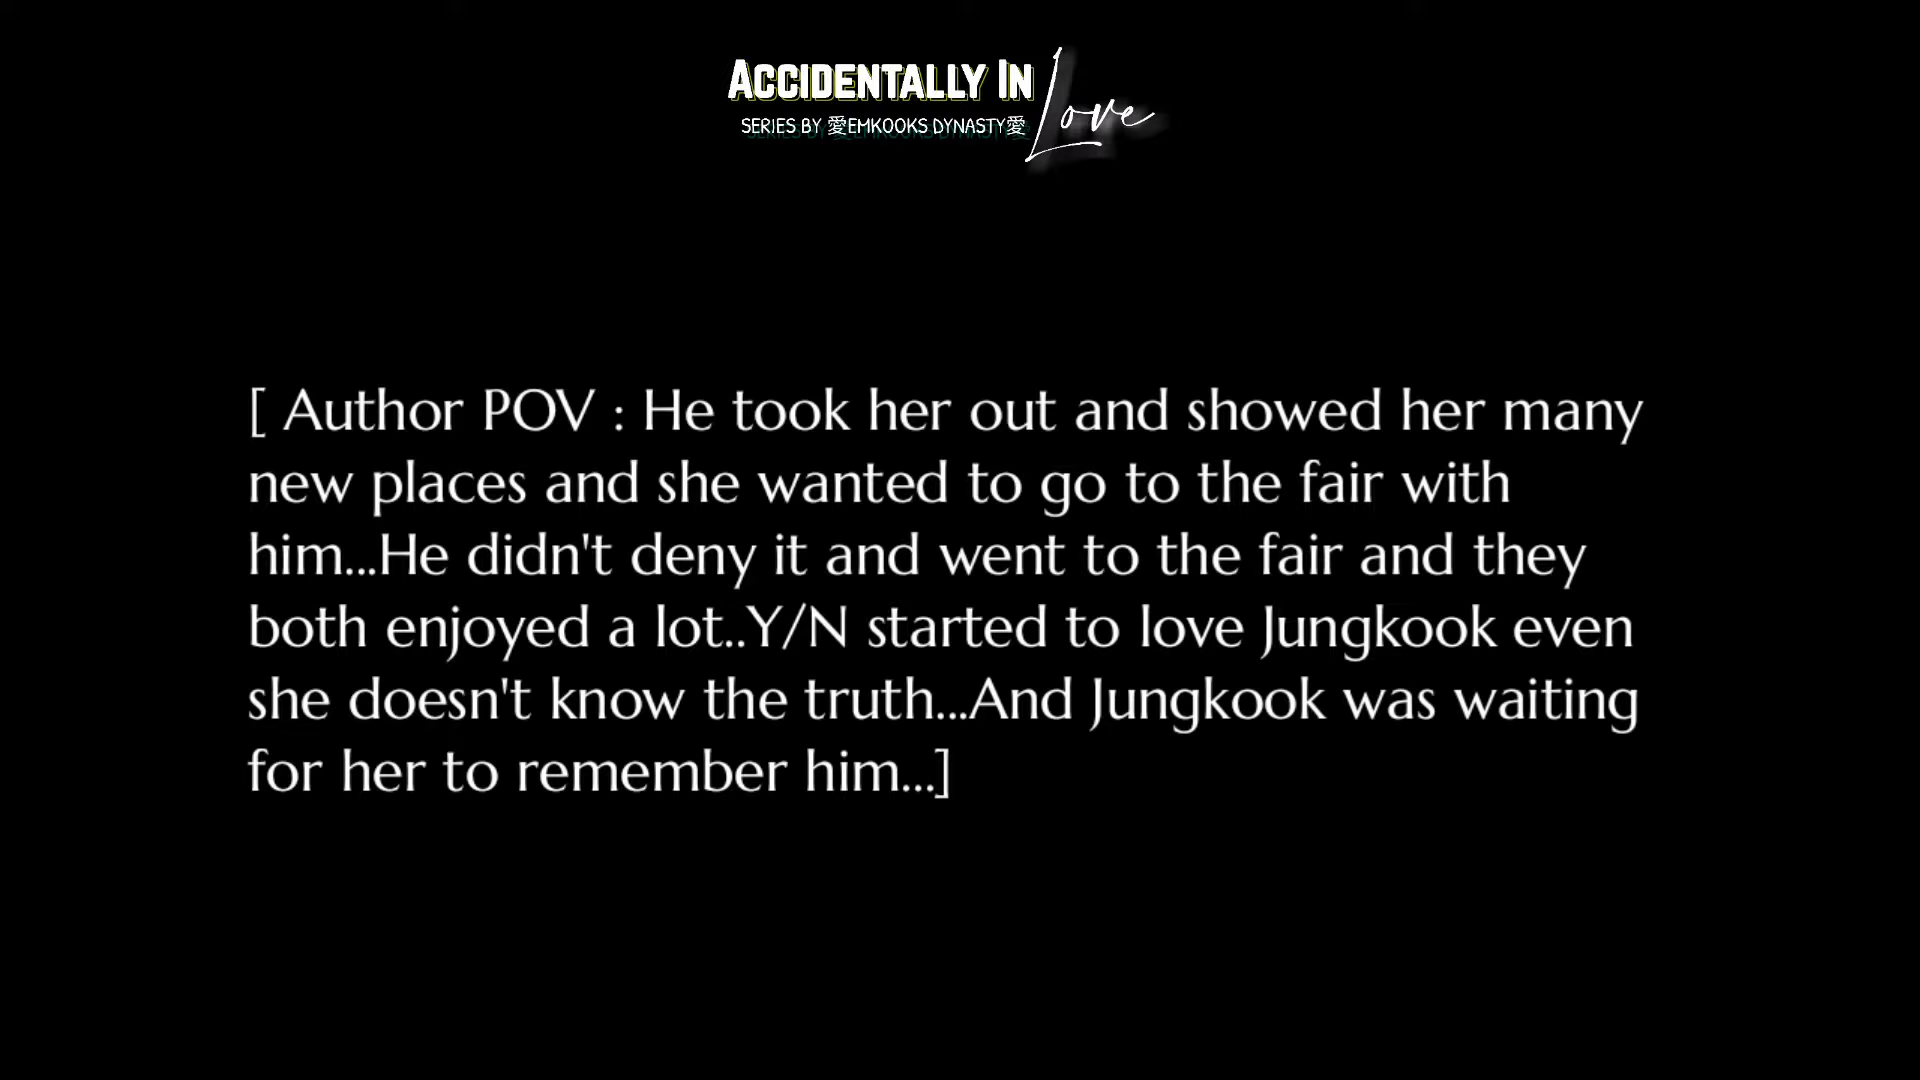 ACCIDENTALLY IN Love
SERIES BY 愛EMKOOKS DYNASTY愛
[ Author POV : He took her out and showed her many
new places and she wanted to go to the fair with
him...He didn't deny it and went to the fair and they
both enjoyed a lot..Y/N started to love Jungkook even
she doesn't know the truth...And Jungkook was waiting
for her to remember him...]